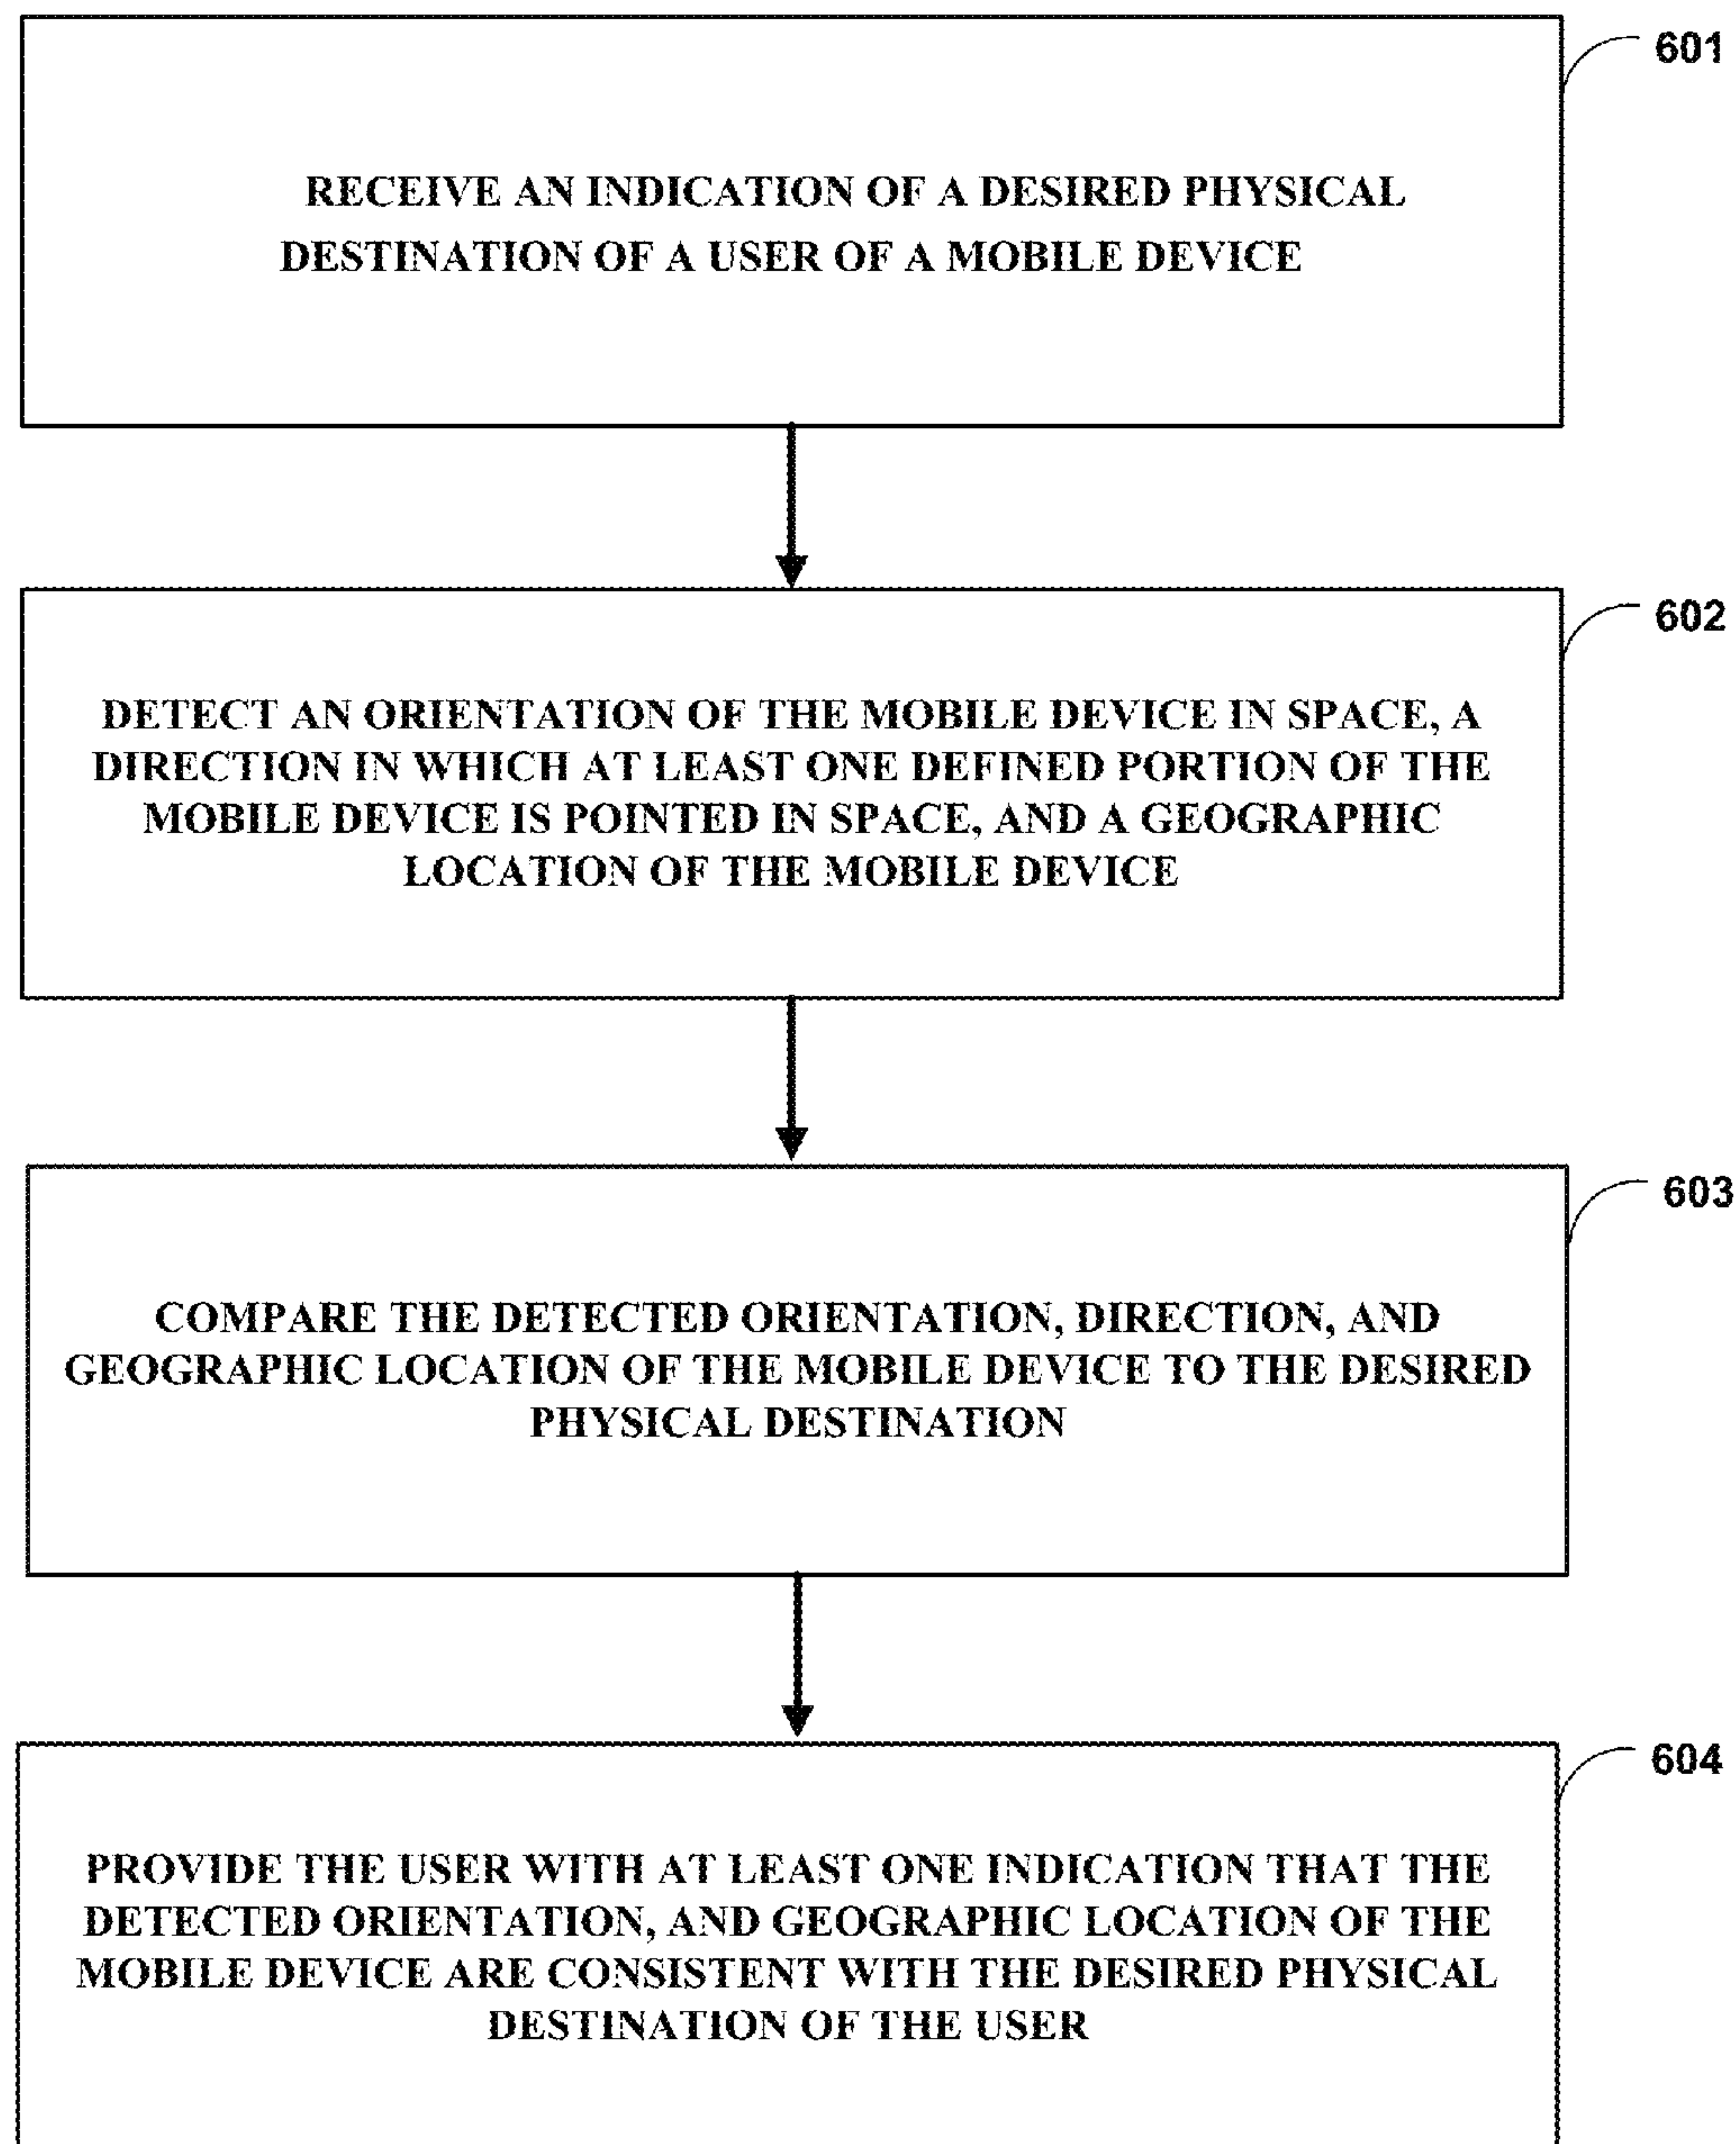 601
RECEIVE AN INDICATION OF A DESIRED PHYSICAL
DESTINATION OF A USER OF A MOBILE DEVICE
602
DETECT AN ORIENTATION OF THE MOBILE DEVICE IN SPACE, A
DIRECTION IN WHICH AT LEAST ONE DEFINED PORTION OF THE
MOBILE DEVICE IS POINTED IN SPACE, AND A GEOGRAPHIC
LOCATION OF THE MOBILE DEVICE
603
COMPARE THE DETECTED ORIENTATION, DIRECTION, AND
GEOGRAPHIC LOCATION OF THE MOBILE DEVICE TO THE DESIRED
PHYSICAL DESTINATION
604
PROVIDE THE USER WITH AT LEAST ONE INDICATION THAT THE
DETECTED ORIENTATION, AND GEOGRAPHIC LOCATION OF THE
MOBILE DEVICE ARE CONSISTENT WITH THE DESIRED PHYSICAL
DESTINATION OF THE USER